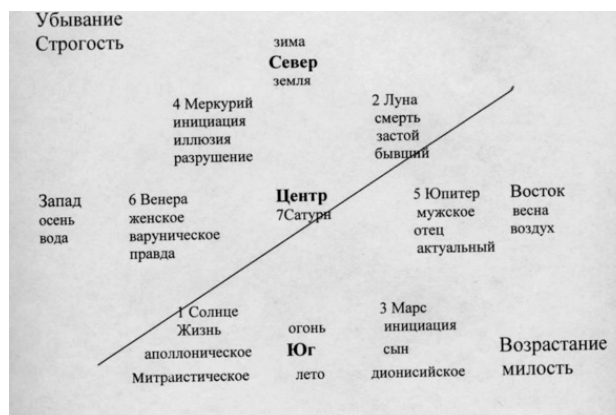 Убывание
Строгость
зима
Север
земля
4 Меркурий
инициация
иллюзия
разрушение
2 Луна
смерть
застой
бывший
Запад
осень
вода
6 Венера
женское
варуническое
правда
Центр
7Сатурн
5 Юпитер
мужское
отец
актуальный
Восток
весна
воздух
1 Солнце
Жизнь
аполлоническое
Митраистическое
огонь
Юг
лето
3 Марс
инициация
сын
дионисийское
Возрастание
милость